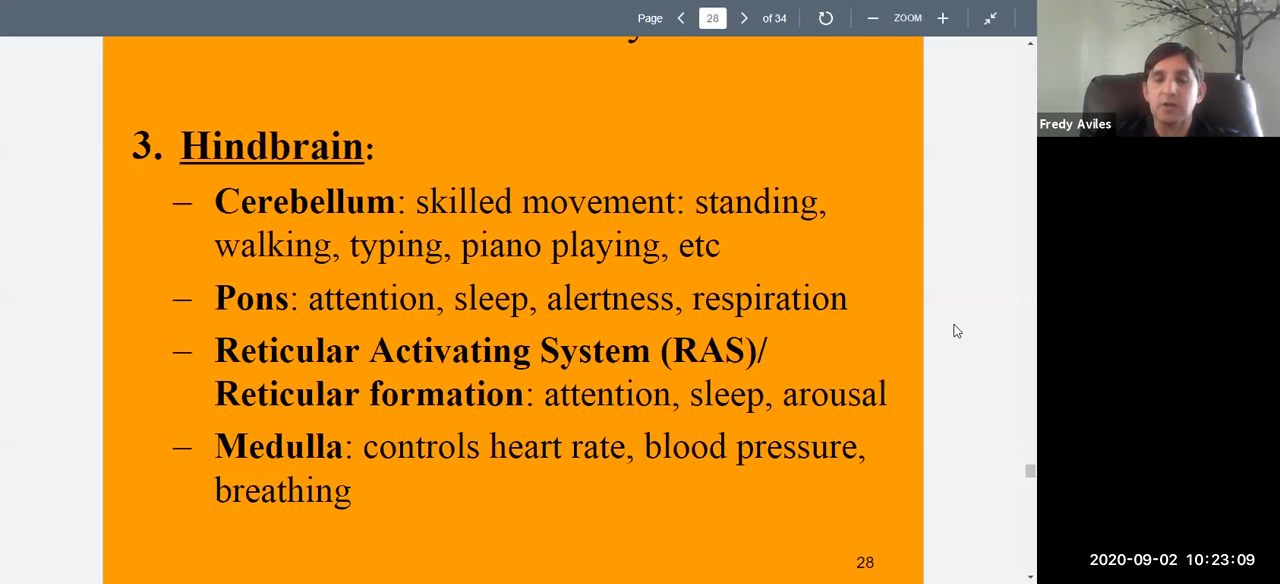 Page 28 of 34 ZOOM
Fredy Aviles
3. Hindbrain:
– Cerebellum: skilled movement: standing,
walking, typing, piano playing, etc
– Pons: attention, sleep, alertness, respiration
– Reticular Activating System (RAS)/
Reticular formation: attention, sleep, arousal
– Medulla: controls heart rate, blood pressure,
breathing
28
2020-09-02 10:23:09